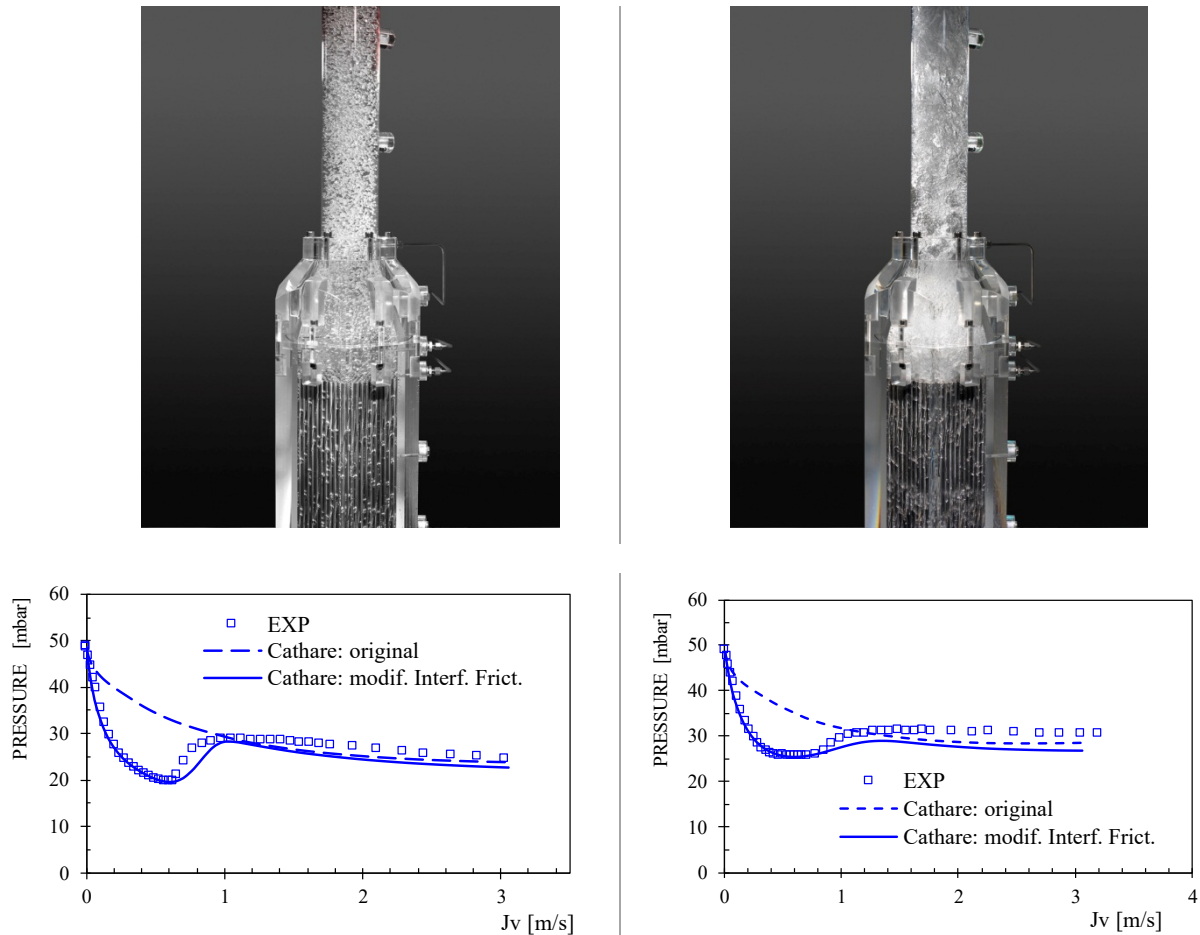 60
50
40
30
20
10
0
PRESSURE [mbar]
EXP
Cathare: original
Cathare: modif. Interf. Frict.
0 1 2 3
Jv [m/s]
60
50
40
30
20
10
0
PRESSURE [mbar]
EXP
Cathare: original
Cathare: modif. Interf. Frict.
0 1 2 3 4
Jv [m/s]